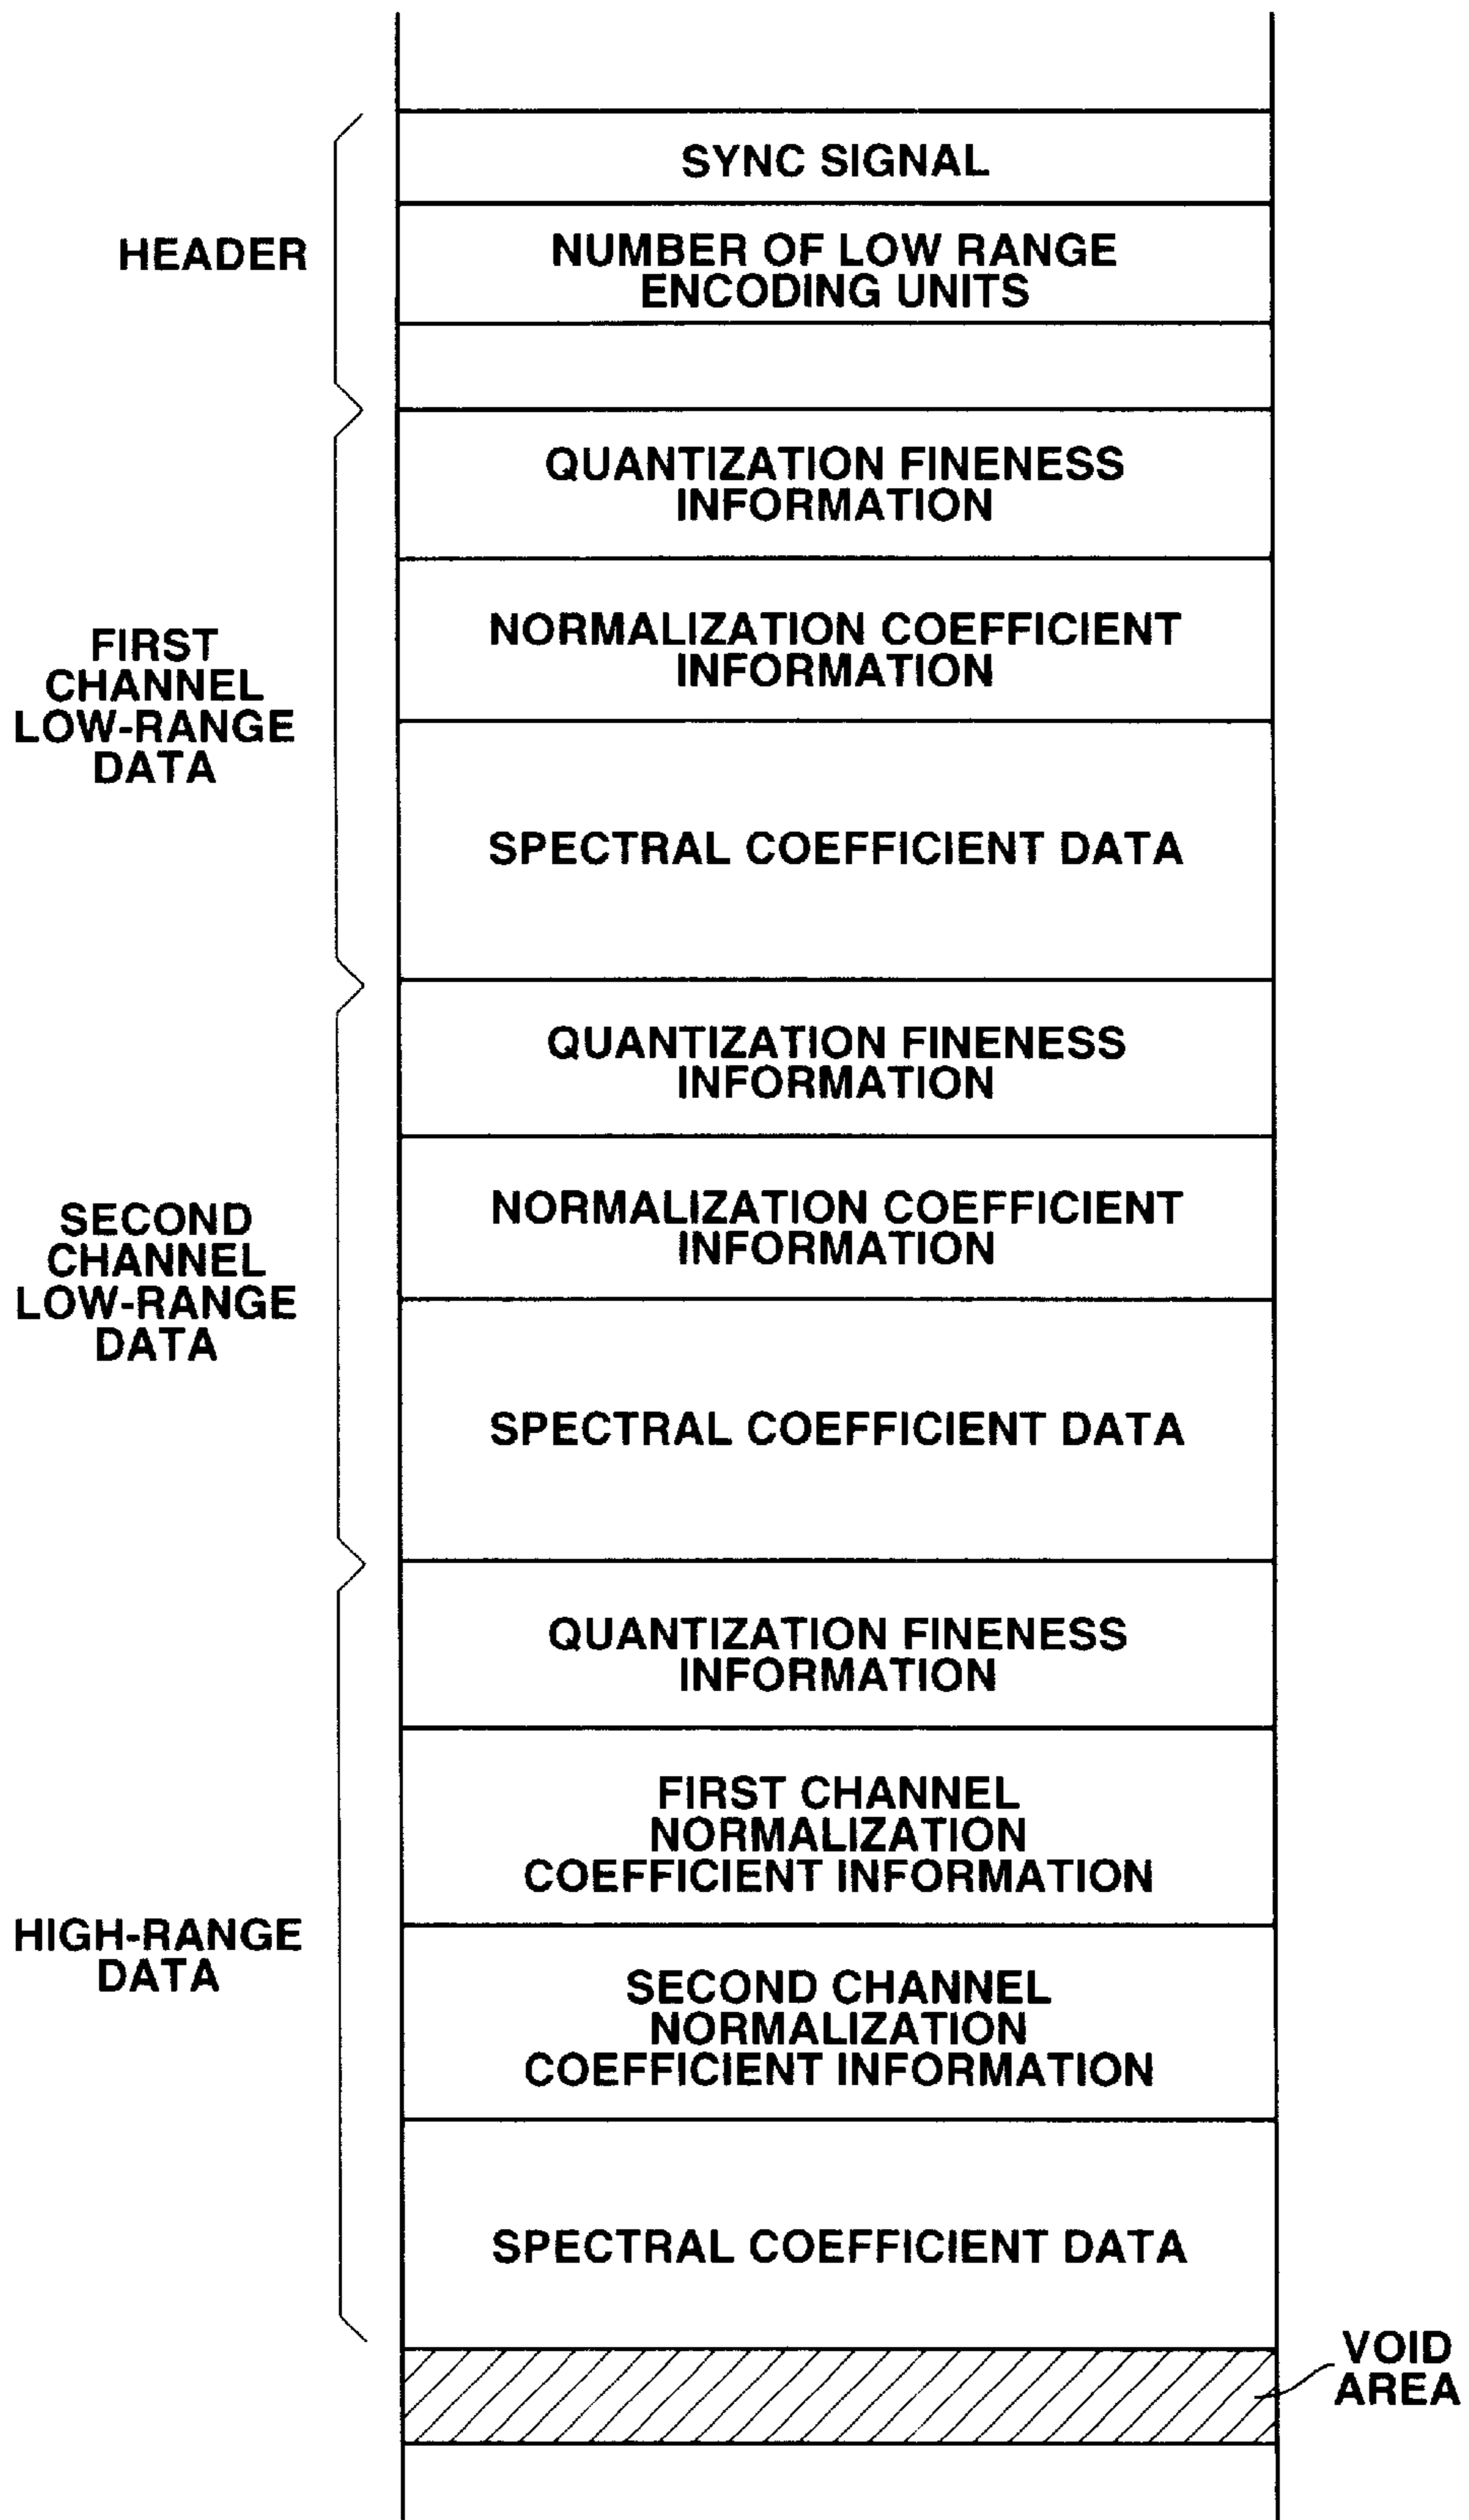 SYNC SIGNAL
HEADER
NUMBER OF LOW RANGE
ENCODING UNITS
QUANTIZATION FINENESS
INFORMATION
FIRST
CHANNEL
LOW-RANGE
DATA
NORMALIZATION COEFFICIENT
INFORMATION
SPECTRAL COEFFICIENT DATA
QUANTIZATION FINENESS
INFORMATION
SECOND
CHANNEL
LOW-RANGE
DATA
NORMALIZATION COEFFICIENT
INFORMATION
SPECTRAL COEFFICIENT DATA
QUANTIZATION FINENESS
INFORMATION
FIRST CHANNEL
NORMALIZATION
COEFFICIENT INFORMATION
HIGH-RANGE
DATA
SECOND CHANNEL
NORMALIZATION
COEFFICIENT INFORMATION
SPECTRAL COEFFICIENT DATA
VOID
AREA